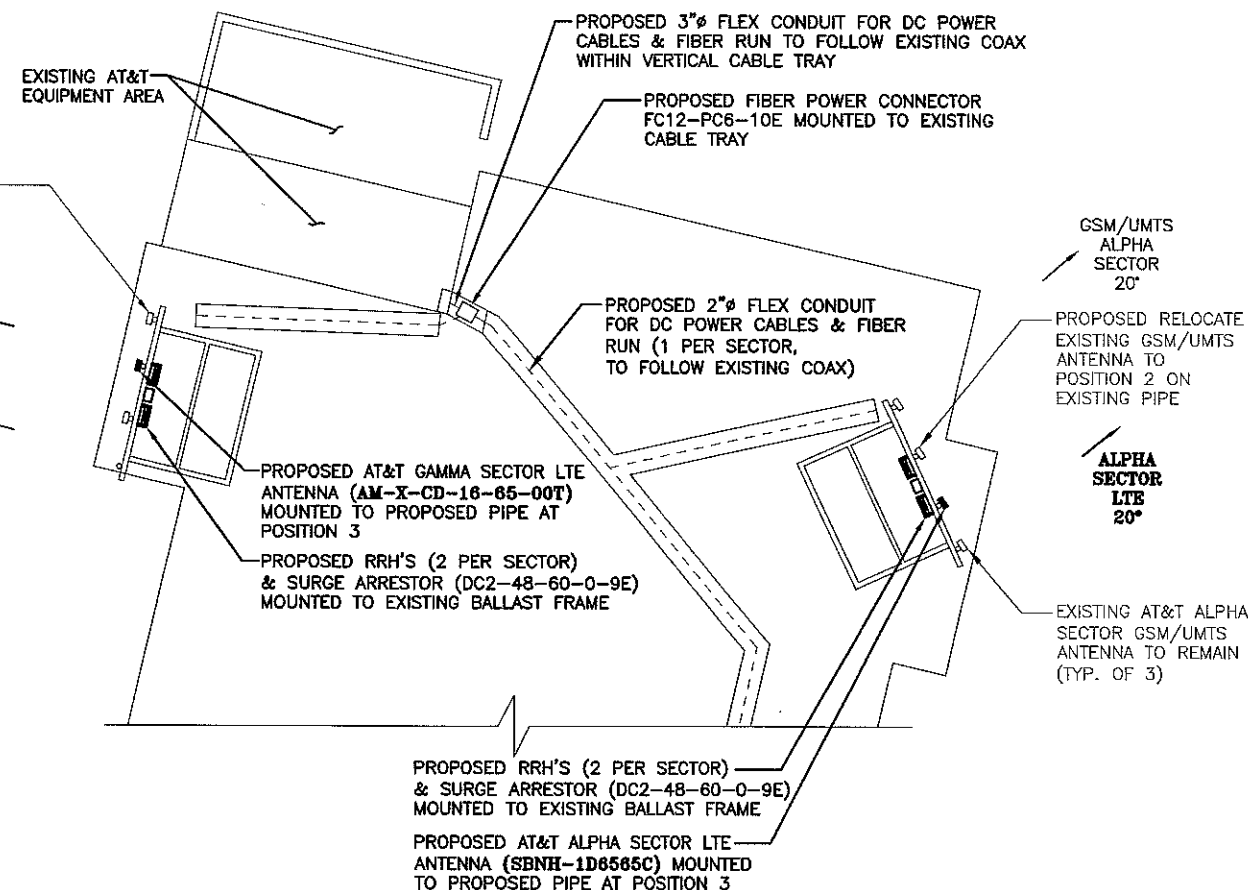 PROPOSED 3"ø FLEX CONDUIT FOR DC POWER
CABLES & FIBER RUN TO FOLLOW EXISTING COAX
WITHIN VERTICAL CABLE TRAY
EXISTING AT&T
EQUIPMENT AREA
PROPOSED FIBER POWER CONNECTOR
FC12-PC6-10E MOUNTED TO EXISTING
CABLE TRAY
GSM/UMTS
ALPHA
SECTOR
20°
PROPOSED 2"ø FLEX CONDUIT
FOR DC POWER CABLES & FIBER
RUN (1 PER SECTOR,
TO FOLLOW EXISTING COAX)
PROPOSED RELOCATE
EXISTING GSM/UMTS
ANTENNA TO
POSITION 2 ON
EXISTING PIPE
ALPHA
SECTOR
LTE
20°
PROPOSED AT&T GAMMA SECTOR LTE
ANTENNA (AM-X-CD-16-65-00T)
MOUNTED TO PROPOSED PIPE AT
POSITION 3
PROPOSED RRH'S (2 PER SECTOR)
& SURGE ARRESTOR (DC2-48-60-0-9E)
MOUNTED TO EXISTING BALLAST FRAME
EXISTING AT&T ALPHA
SECTOR GSM/UMTS
ANTENNA TO REMAIN
(TYP. OF 3)
PROPOSED RRH'S (2 PER SECTOR)
& SURGE ARRESTOR (DC2-48-60-0-9E)
MOUNTED TO EXISTING BALLAST FRAME
PROPOSED AT&T ALPHA SECTOR LTE
ANTENNA (SBNH-1D6565C) MOUNTED
TO PROPOSED PIPE AT POSITION 3